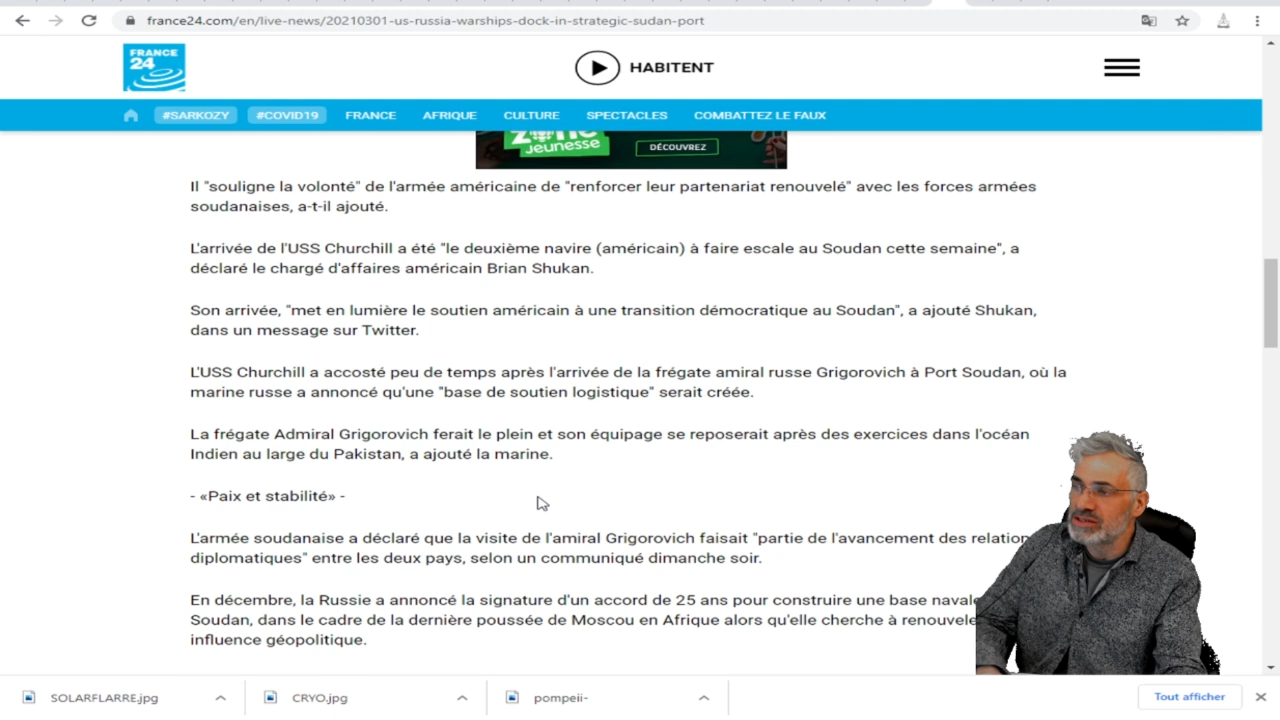 france24.com/en/live-news/20210301-us-russia-warships-dock-in-strategic-sudan-port
FRANCE
24
HABITENT
#SARKOZY #COVID19 FRANCE AFRIQUE CULTURE SPECTACLES COMBATTEZ LE FAUX
zone
jeunesse DÉCOUVREZ
Il "souligne la volonté" de l'armée américaine de "renforcer leur partenariat renouvelé" avec les forces armées
soudanaises, a-t-il ajouté.
L'arrivée de l'USS Churchill a été "le deuxième navire (américain) à faire escale au Soudan cette semaine", a
déclaré le chargé d'affaires américain Brian Shukan.
Son arrivée, "met en lumière le soutien américain à une transition démocratique au Soudan", a ajouté Shukan,
dans un message sur Twitter.
L'USS Churchill a accosté peu de temps après l'arrivée de la frégate amiral russe Grigorovich à Port Soudan, où la
marine russe a annoncé qu'une "base de soutien logistique" serait créée.
La frégate Admiral Grigorovich ferait le plein et son équipage se reposerait après des exercices dans l'océan
Indien au large du Pakistan, a ajouté la marine.
- «Paix et stabilité» -
L'armée soudanaise a déclaré que la visite de l'amiral Grigorovich faisait "partie de l'avancement des relation
diplomatiques" entre les deux pays, selon un communiqué dimanche soir.
En décembre, la Russie a annoncé la signature d'un accord de 25 ans pour construire une base navale
Soudan, dans le cadre de la dernière poussée de Moscou en Afrique alors qu'elle cherche à renouvele
influence géopolitique.
SOLARFLARRE.jpg CRYO.jpg pompeii- Tout afficher